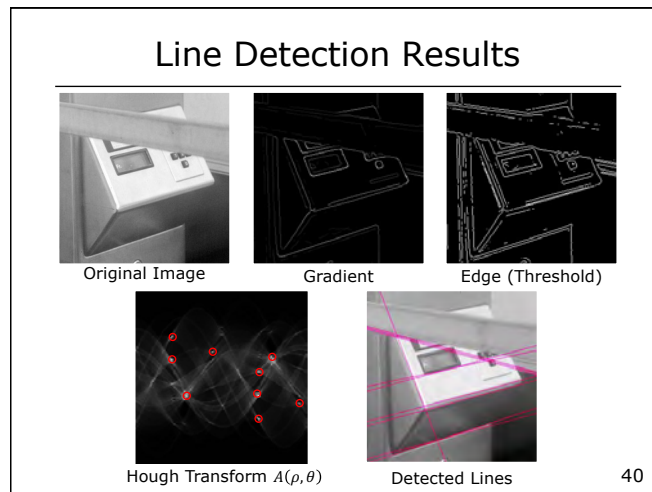 Line Detection Results
Original Image
Gradient
Edge (Threshold)
Hough Transform 𝐴(𝜌, 𝜃)
Detected Lines
40